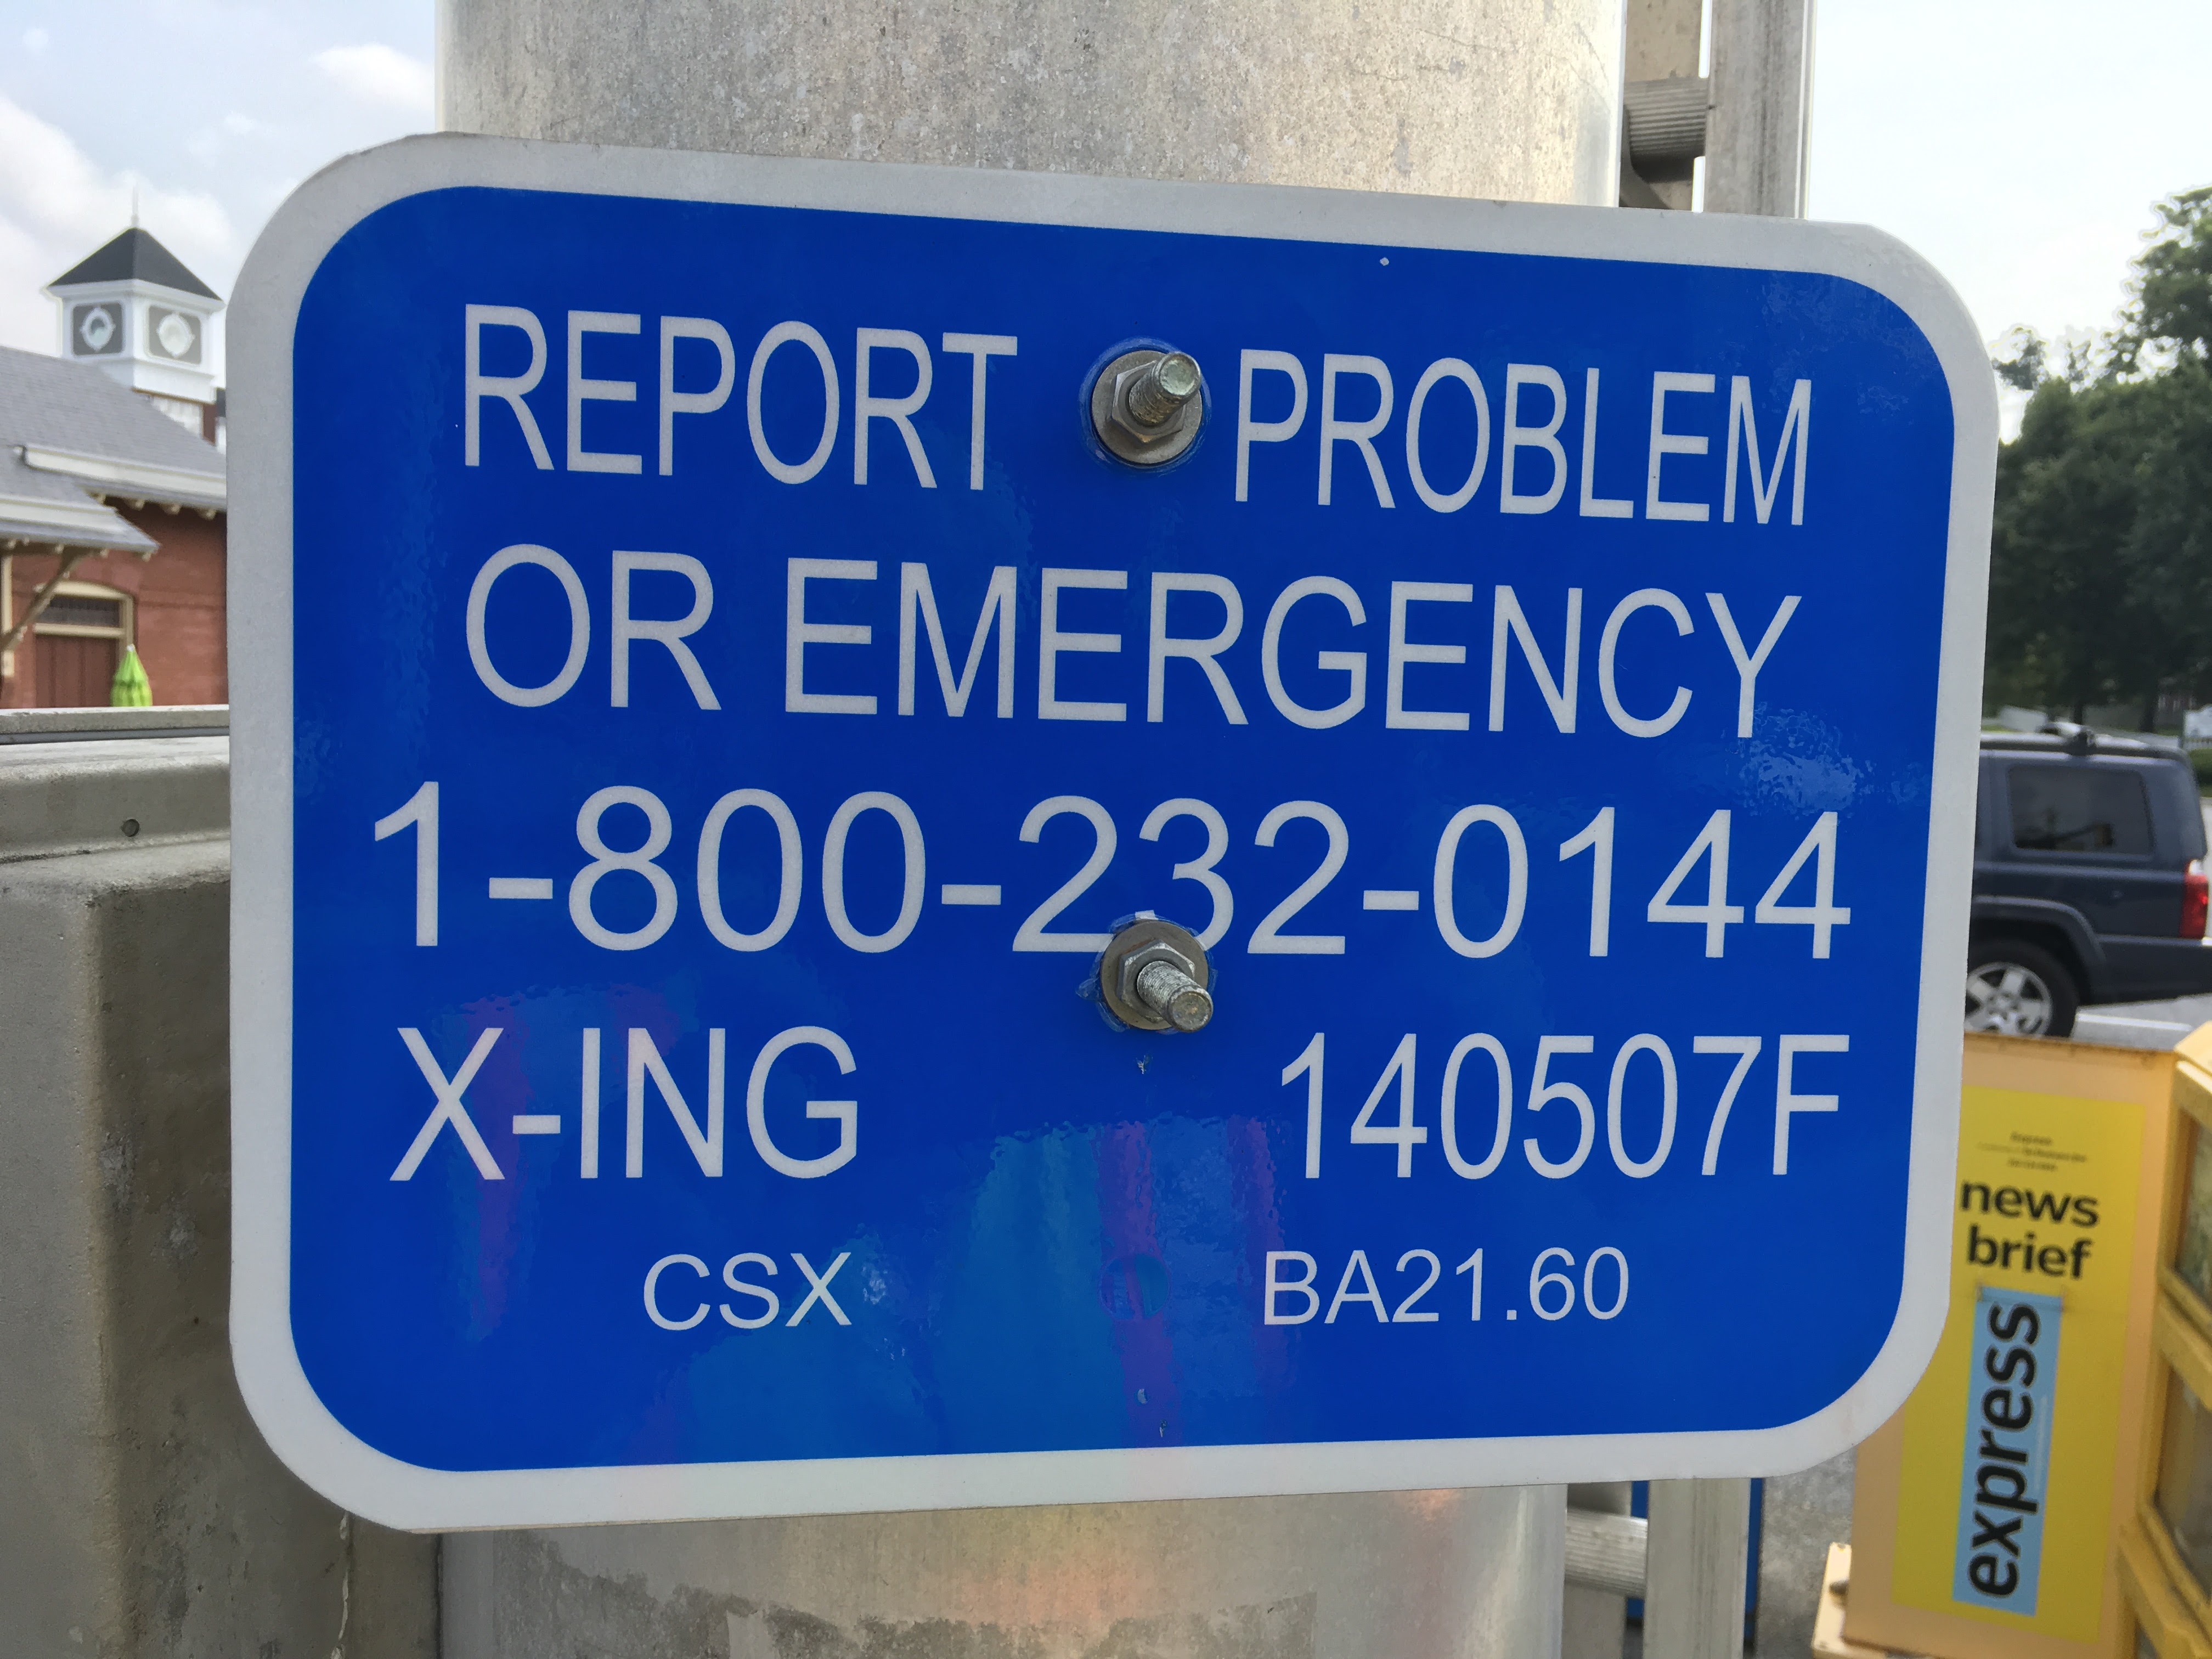 REPORT PROBLEM
OR EMERGENCY
1-800-232-0144
X-ING 140507F
CSX BA21.60
news
brief
express